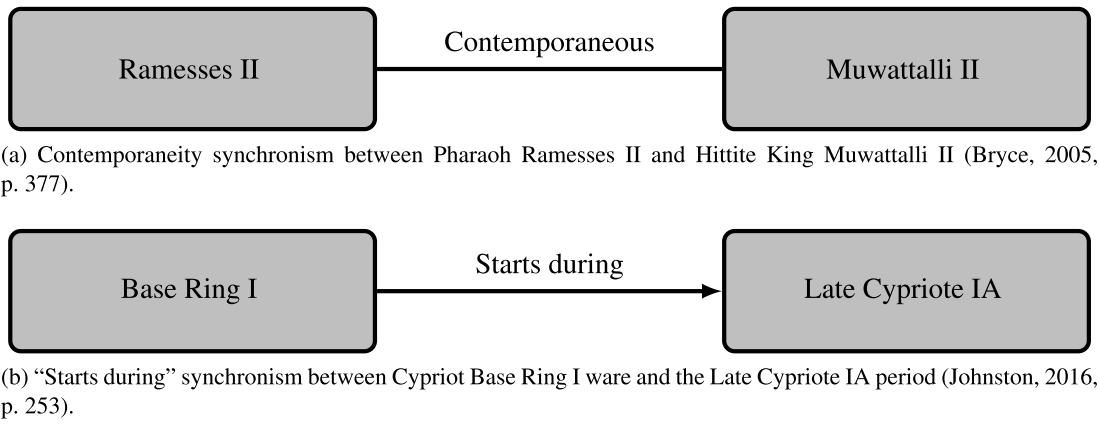 Contemporaneous
Ramesses II
Muwattalli II
(a) Contemporaneity synchronism between Pharaoh Ramesses II and Hittite King Muwattalli II (Bryce, 2005,
p. 377).
Starts during
Base Ring I
Late Cypriote IA
(b) “Starts during” synchronism between Cypriot Base Ring I ware and the Late Cypriote IA period (Johnston, 2016,
p. 253).